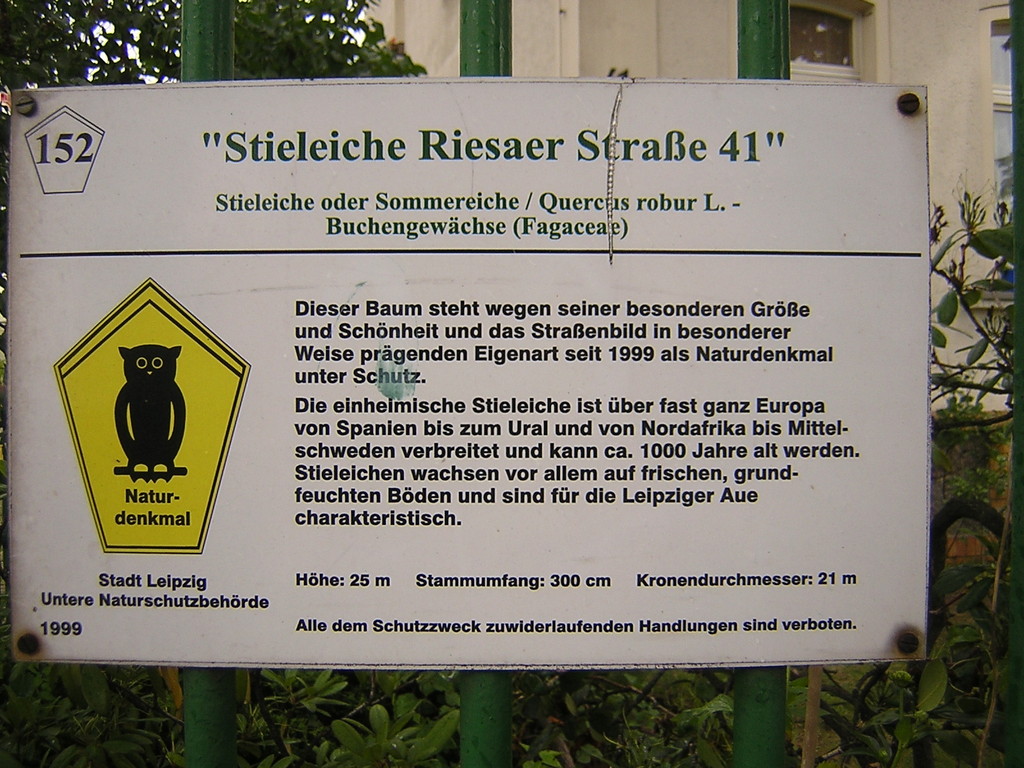 152
"Stieleiche Riesaer Straße 41"
Stieleiche oder Sommereiche / Quercus robur L. -
Buchengewächse (Fagaceae)
Dieser Baum steht wegen seiner besonderen Größe
und Schönheit und das Straßenbild in besonderer
Weise prägenden Eigenart seit 1999 als Naturdenkmal
unter Schutz.
Die einheimische Stieleiche ist über fast ganz Europa
von Spanien bis zum Ural und von Nordafrika bis Mittel-
schweden verbreitet und kann ca. 1000 Jahre alt werden.
Stieleichen wachsen vor allem auf frischen, grund-
feuchten Böden und sind für die Leipziger Aue
charakteristisch.
Natur-
denkmal
Stadt Leipzig
Untere Naturschutzbehörde
1999
Höhe: 25 m Stammumfang: 300 cm Kronendurchmesser: 21 m
Alle dem Schutzzweck zuwiderlaufenden Handlungen sind verboten.